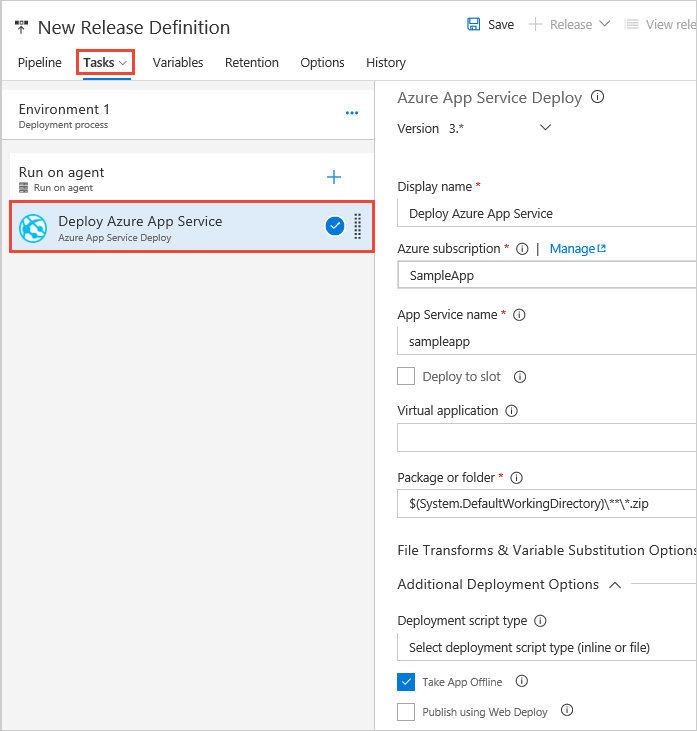 New Release Definition
Save
Release
View rele
Pipeline
Tasks
Variables
Retention
Options
History
Environment 1
Deployment process
Run on agent
Run on agent
Deploy Azure App Service
Azure App Service Deploy
Azure App Service Deploy
Version 3.*
Display name *
Deploy Azure App Service
Azure subscription * | Manage
SampleApp
App Service name *
sampleapp
Deploy to slot
Virtual application
Package or folder *
$(System.DefaultWorkingDirectory)\**\*.zip
File Transforms & Variable Substitution Options
Additional Deployment Options
Deployment script type
Select deployment script type (inline or file)
Take App Offline
Publish using Web Deploy